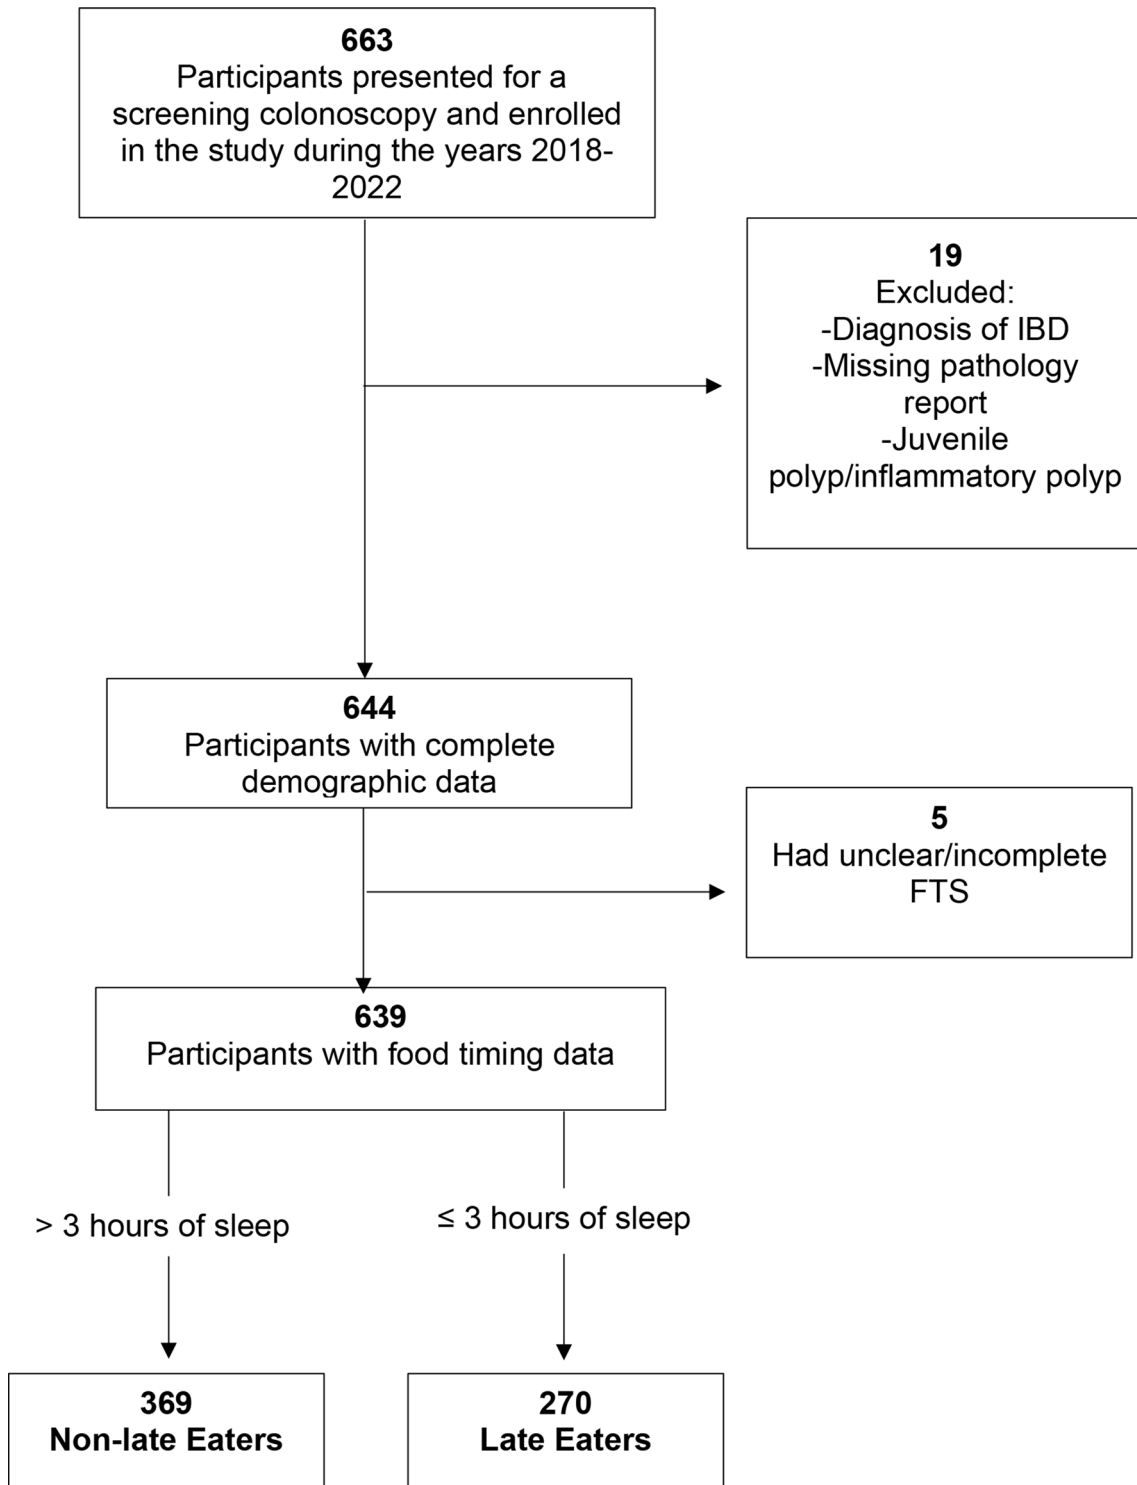 663
Participants presented for a
screening colonoscopy and enrolled
in the study during the years 2018-
2022
19
Excluded:
-Diagnosis of IBD
-Missing pathology
report
-Juvenile
polyp/inflammatory polyp
644
Participants with complete
demographic data
5
Had unclear/incomplete
FTS
639
Participants with food timing data
> 3 hours of sleep
≤ 3 hours of sleep
369
Non-late Eaters
270
Late Eaters